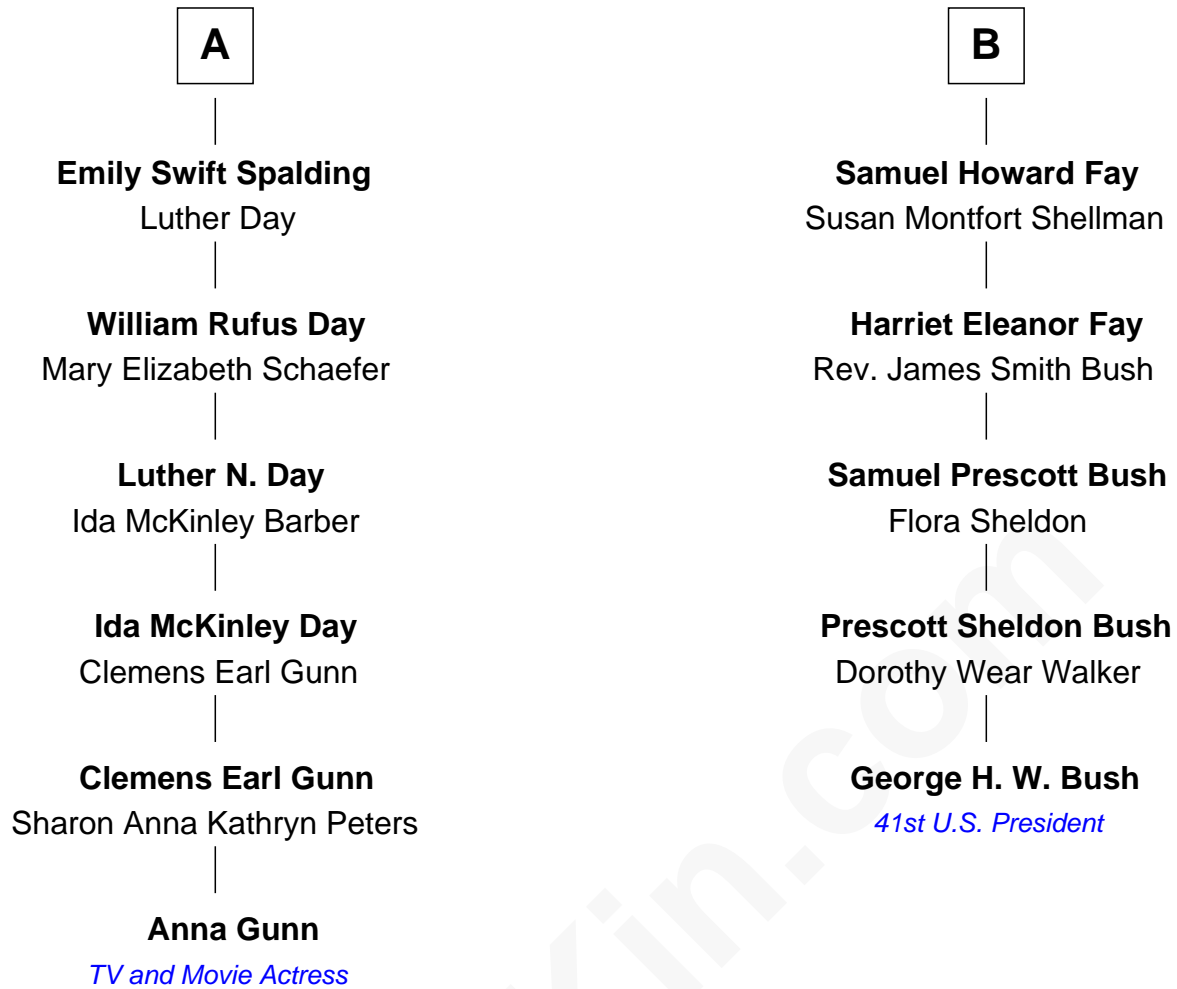 A
Emily Swift Spalding
Luther Day
William Rufus Day
Mary Elizabeth Schaefer
Luther N. Day
Ida McKinley Barber
Ida McKinley Day
Clemens Earl Gunn
Clemens Earl Gunn
Sharon Anna Kathryn Peters
Anna Gunn
TV and Movie Actress
B
Samuel Howard Fay
Susan Montfort Shellman
Harriet Eleanor Fay
Rev. James Smith Bush
Samuel Prescott Bush
Flora Sheldon
Prescott Sheldon Bush
Dorothy Wear Walker
George H. W. Bush
41st U.S. President
Kin.com